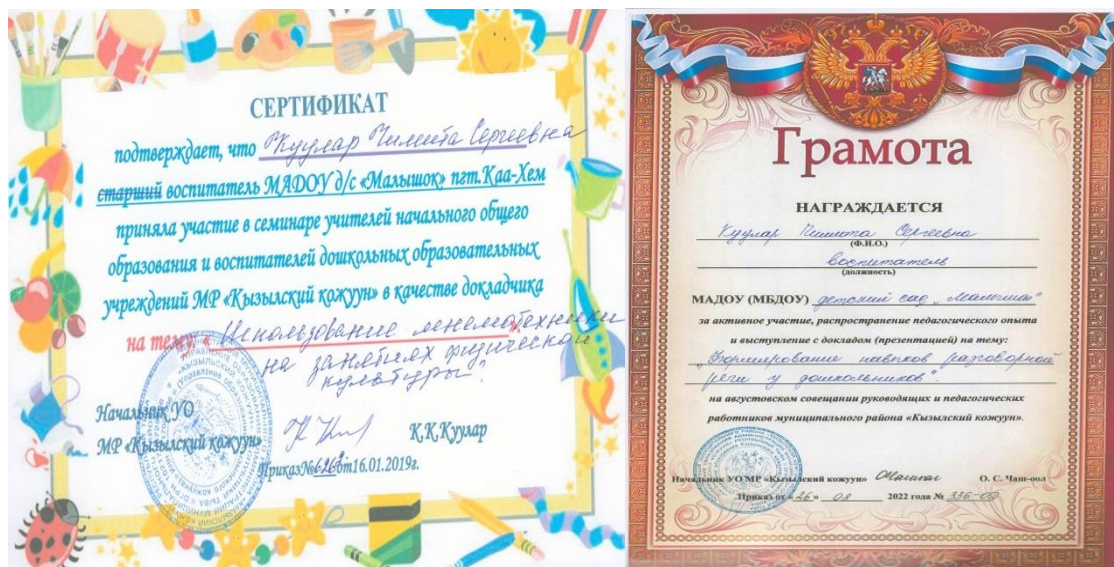 СЕРТИФИКАТ
подтверждает, что Куулар Чимита Сергеевна
старший воспитатель МАДОУ д/с «Малышок» пгт.Каа-Хем
приняла участие в семинаре учителей начального общего
образования и воспитателей дошкольных образовательных
учреждений МР «Кызылский кожуун» в качестве докладчика
на тему: « Использование мнемотехники
на занятиях физической
культуры".
Начальник УО
МР «Кызылский кожуун»
К.К.Куулар
Приказ№ от16.01.2019г.
Грамота
НАГРАЖДАЕТСЯ
Куулар Чимита Сергеевна
(Ф.И.О.)
воспитатель
(должность)
МАДОУ (МБДОУ) детский сад „Малышок"
за активное участие, распространение педагогического опыта
и выступление с докладом (презентацией) на тему:
„Формирование навыков разговорной
речи у дошкольников".
на августовском совещании руководящих и педагогических
работников муниципального района «Кызылский кожуун».
Начальник УО МР «Кызылский кожуун» О. С. Чаш-оол
Приказ от « 26 » 08 2022 года № 336-ОД